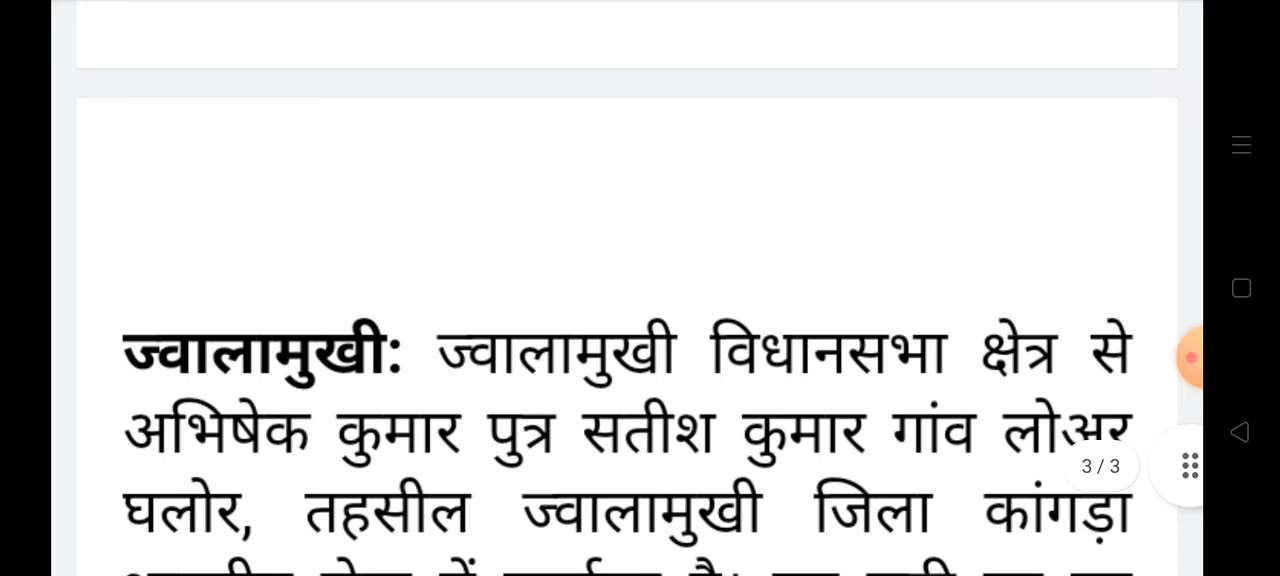 ज्वालामुखी: ज्वालामुखी विधानसभा क्षेत्र से
अभिषेक कुमार पुत्र सतीश कुमार गांव लोअर
3 / 3
घलोर, तहसील ज्वालामुखी जिला कांगड़ा